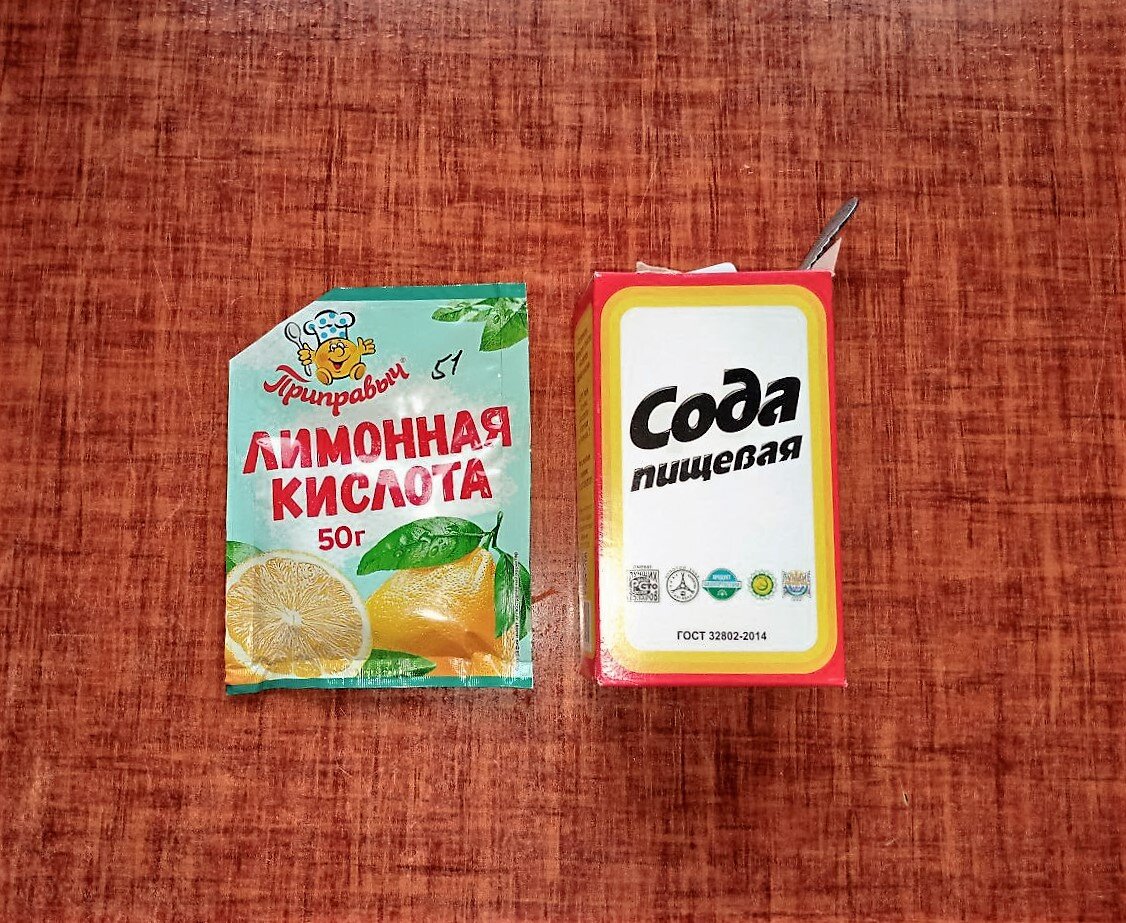 Приправыч
51
ЛИМОННАЯ
КИСЛОТА
50г
Сода
пищевая
ГОСТ 32802-2014